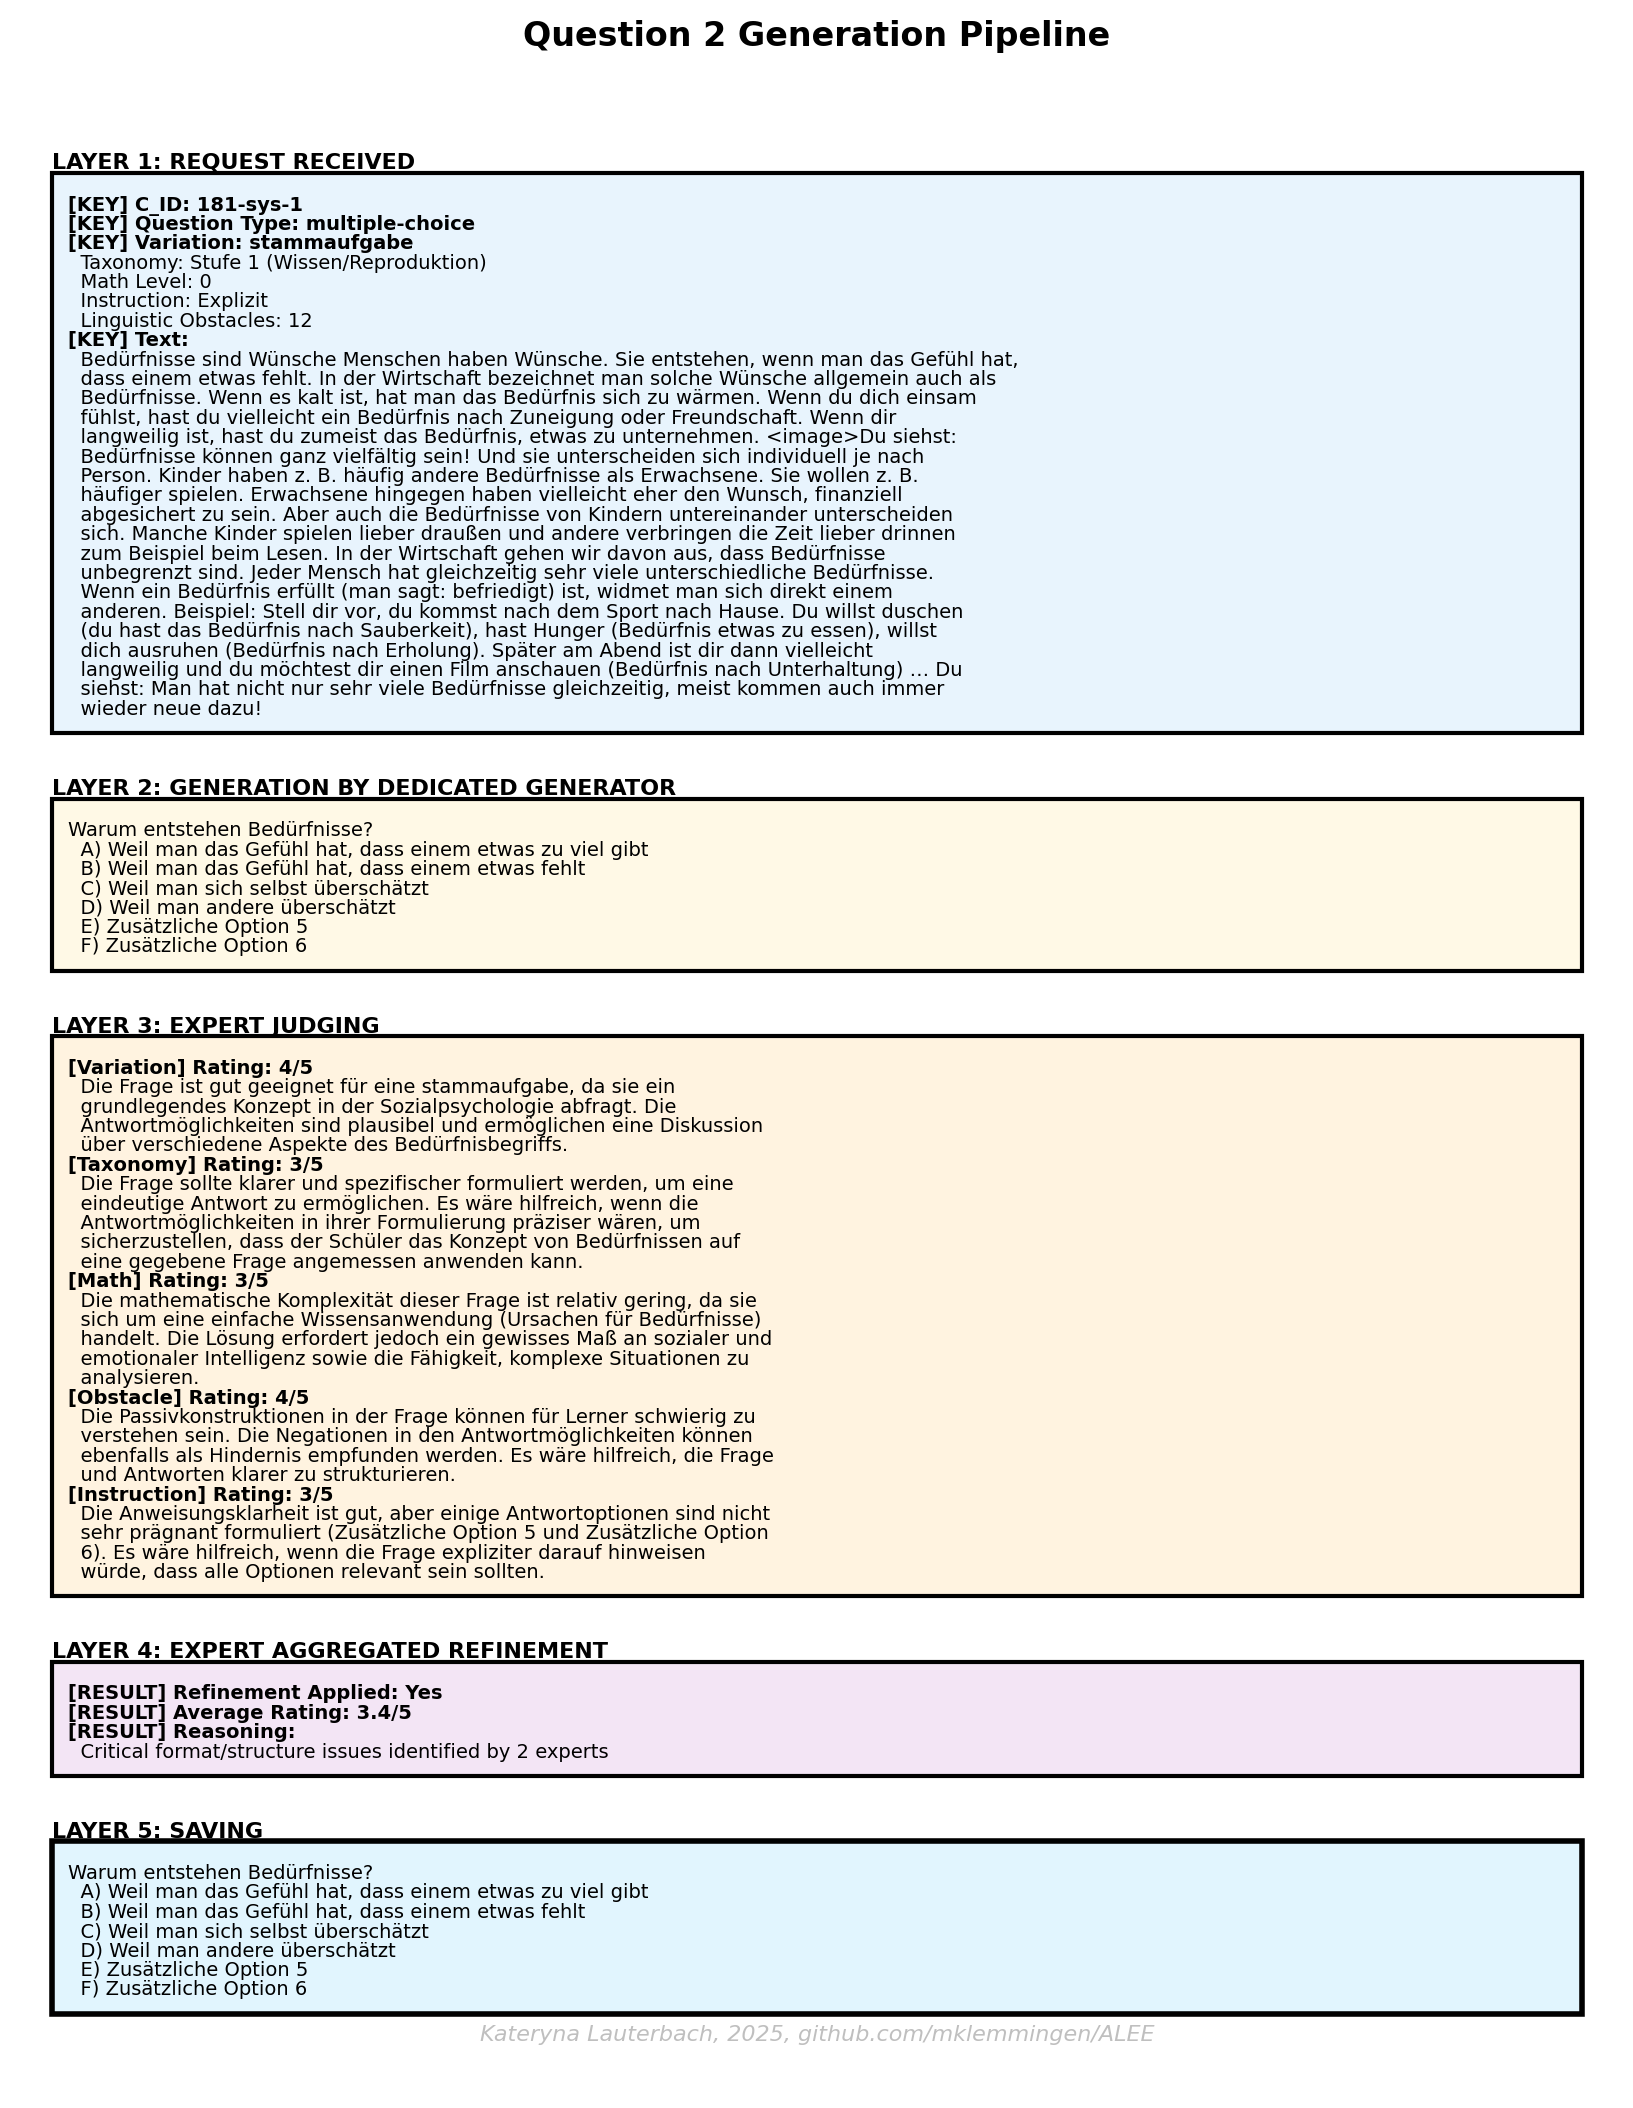 Question 2 Generation Pipeline
LAYER 1: REQUEST RECEIVED
[KEY] C_ID: 181-sys-1
[KEY] Question Type: multiple-choice
[KEY] Variation: stammaufgabe
Taxonomy: Stufe 1 (Wissen/Reproduktion)
Math Level: 0
Instruction: Explizit
Linguistic Obstacles: 12
[KEY] Text:
Bedürfnisse sind Wünsche Menschen haben Wünsche. Sie entstehen, wenn man das Gefühl hat,
dass einem etwas fehlt. In der Wirtschaft bezeichnet man solche Wünsche allgemein auch als
Bedürfnisse. Wenn es kalt ist, hat man das Bedürfnis sich zu wärmen. Wenn du dich einsam
fühlst, hast du vielleicht ein Bedürfnis nach Zuneigung oder Freundschaft. Wenn dir
langweilig ist, hast du zumeist das Bedürfnis, etwas zu unternehmen. <image>Du siehst:
Bedürfnisse können ganz vielfältig sein! Und sie unterscheiden sich individuell je nach
Person. Kinder haben z. B. häufig andere Bedürfnisse als Erwachsene. Sie wollen z. B.
häufiger spielen. Erwachsene hingegen haben vielleicht eher den Wunsch, finanziell
abgesichert zu sein. Aber auch die Bedürfnisse von Kindern untereinander unterscheiden
sich. Manche Kinder spielen lieber draußen und andere verbringen die Zeit lieber drinnen
zum Beispiel beim Lesen. In der Wirtschaft gehen wir davon aus, dass Bedürfnisse
unbegrenzt sind. Jeder Mensch hat gleichzeitig sehr viele unterschiedliche Bedürfnisse.
Wenn ein Bedürfnis erfüllt (man sagt: befriedigt) ist, widmet man sich direkt einem
anderen. Beispiel: Stell dir vor, du kommst nach dem Sport nach Hause. Du willst duschen
(du hast das Bedürfnis nach Sauberkeit), hast Hunger (Bedürfnis etwas zu essen), willst
dich ausruhen (Bedürfnis nach Erholung). Später am Abend ist dir dann vielleicht
langweilig und du möchtest dir einen Film anschauen (Bedürfnis nach Unterhaltung) … Du
siehst: Man hat nicht nur sehr viele Bedürfnisse gleichzeitig, meist kommen auch immer
wieder neue dazu!
LAYER 2: GENERATION BY DEDICATED GENERATOR
Warum entstehen Bedürfnisse?
A) Weil man das Gefühl hat, dass einem etwas zu viel gibt
B) Weil man das Gefühl hat, dass einem etwas fehlt
C) Weil man sich selbst überschätzt
D) Weil man andere überschätzt
E) Zusätzliche Option 5
F) Zusätzliche Option 6
LAYER 3: EXPERT JUDGING
[Variation] Rating: 4/5
Die Frage ist gut geeignet für eine stammaufgabe, da sie ein
grundlegendes Konzept in der Sozialpsychologie abfragt. Die
Antwortmöglichkeiten sind plausibel und ermöglichen eine Diskussion
über verschiedene Aspekte des Bedürfnisbegriffs.
[Taxonomy] Rating: 3/5
Die Frage sollte klarer und spezifischer formuliert werden, um eine
eindeutige Antwort zu ermöglichen. Es wäre hilfreich, wenn die
Antwortmöglichkeiten in ihrer Formulierung präziser wären, um
sicherzustellen, dass der Schüler das Konzept von Bedürfnissen auf
eine gegebene Frage angemessen anwenden kann.
[Math] Rating: 3/5
Die mathematische Komplexität dieser Frage ist relativ gering, da sie
sich um eine einfache Wissensanwendung (Ursachen für Bedürfnisse)
handelt. Die Lösung erfordert jedoch ein gewisses Maß an sozialer und
emotionaler Intelligenz sowie die Fähigkeit, komplexe Situationen zu
analysieren.
[Obstacle] Rating: 4/5
Die Passivkonstruktionen in der Frage können für Lerner schwierig zu
verstehen sein. Die Negationen in den Antwortmöglichkeiten können
ebenfalls als Hindernis empfunden werden. Es wäre hilfreich, die Frage
und Antworten klarer zu strukturieren.
[Instruction] Rating: 3/5
Die Anweisungsklarheit ist gut, aber einige Antwortoptionen sind nicht
sehr prägnant formuliert (Zusätzliche Option 5 und Zusätzliche Option
6). Es wäre hilfreich, wenn die Frage expliziter darauf hinweisen
würde, dass alle Optionen relevant sein sollten.
LAYER 4: EXPERT AGGREGATED REFINEMENT
[RESULT] Refinement Applied: Yes
[RESULT] Average Rating: 3.4/5
[RESULT] Reasoning:
Critical format/structure issues identified by 2 experts
LAYER 5: SAVING
Warum entstehen Bedürfnisse?
A) Weil man das Gefühl hat, dass einem etwas zu viel gibt
B) Weil man das Gefühl hat, dass einem etwas fehlt
C) Weil man sich selbst überschätzt
D) Weil man andere überschätzt
E) Zusätzliche Option 5
F) Zusätzliche Option 6
Kateryna Lauterbach, 2025, github.com/mklemmingen/ALEE